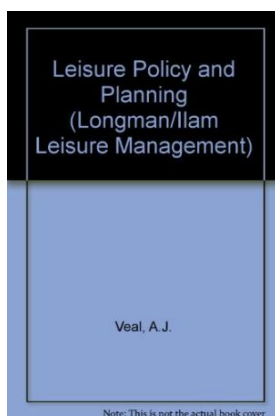 Leisure Policy and
Planning
(Longman/Ilam
Leisure Management)
Veal, A.J.
Note: This is not the actual book cover